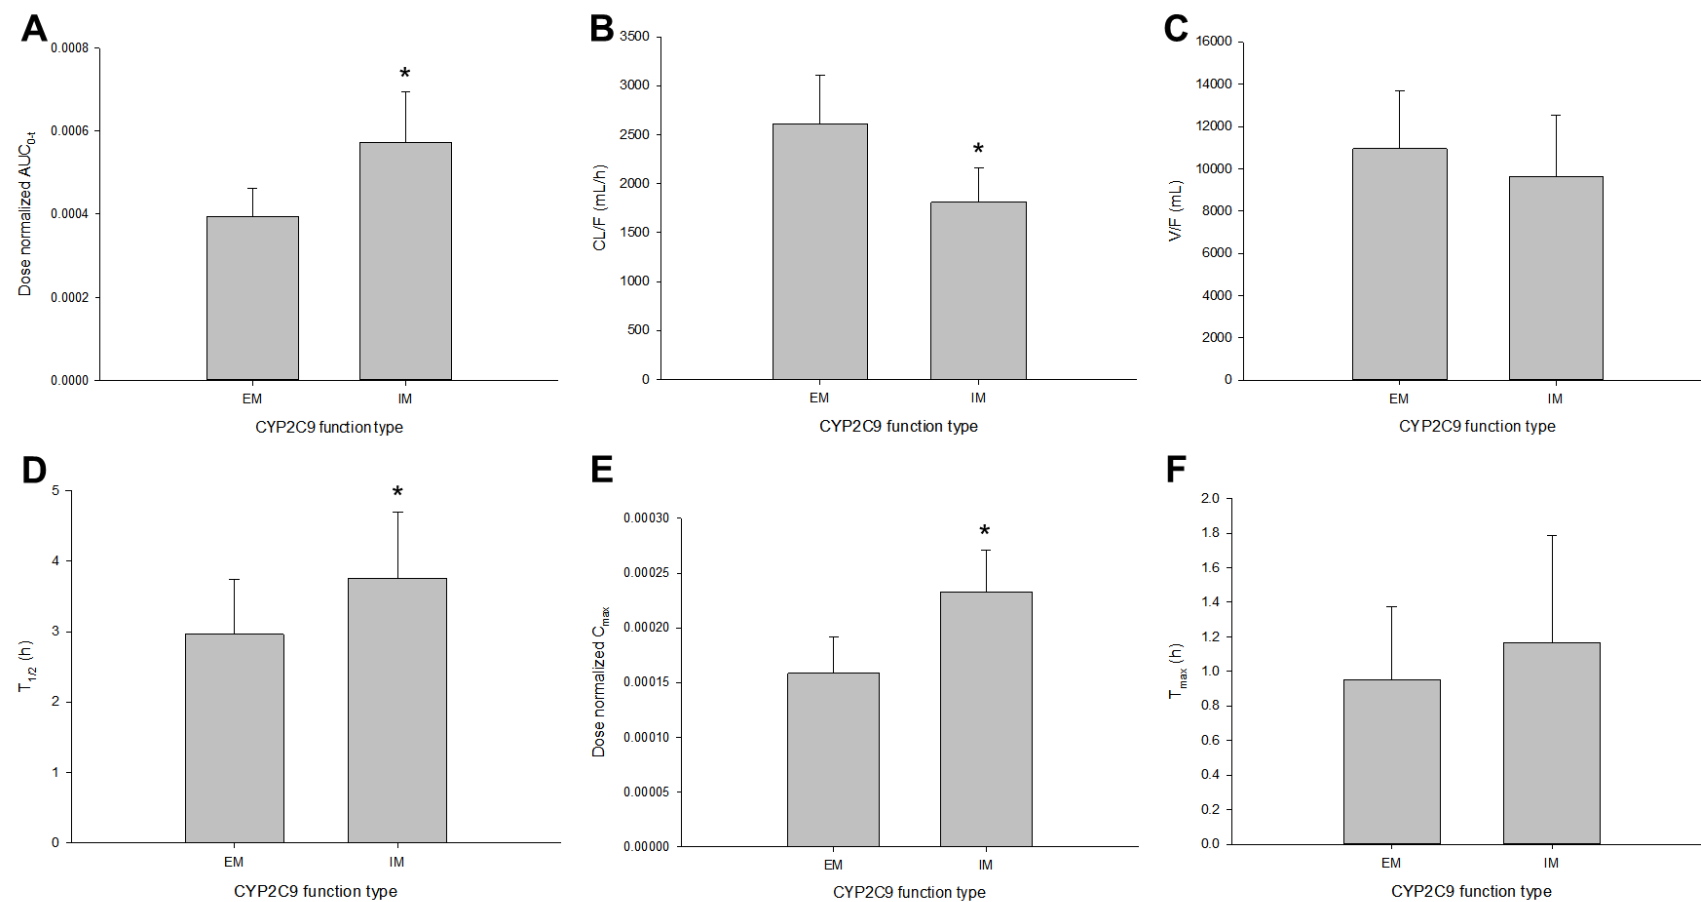 A
Dose normalized AUC0-t
0.0008
0.0006
0.0004
0.0002
0.0000
*
EM IM
CYP2C9 function type
B
CL/F (mL/h)
3500
3000
2500
2000
1500
1000
500
0
*
EM IM
CYP2C9 function type
C
V/F (mL)
16000
14000
12000
10000
8000
6000
4000
2000
0
EM IM
CYP2C9 function type
D
T1/2 (h)
5
4
3
2
1
0
*
EM IM
CYP2C9 function type
E
Dose normalized Cmax
0.00030
0.00025
0.00020
0.00015
0.00010
0.00005
0.00000
*
EM IM
CYP2C9 function type
F
Tmax (h)
2.0
1.8
1.6
1.4
1.2
1.0
0.8
0.6
0.4
0.2
0.0
EM IM
CYP2C9 function type